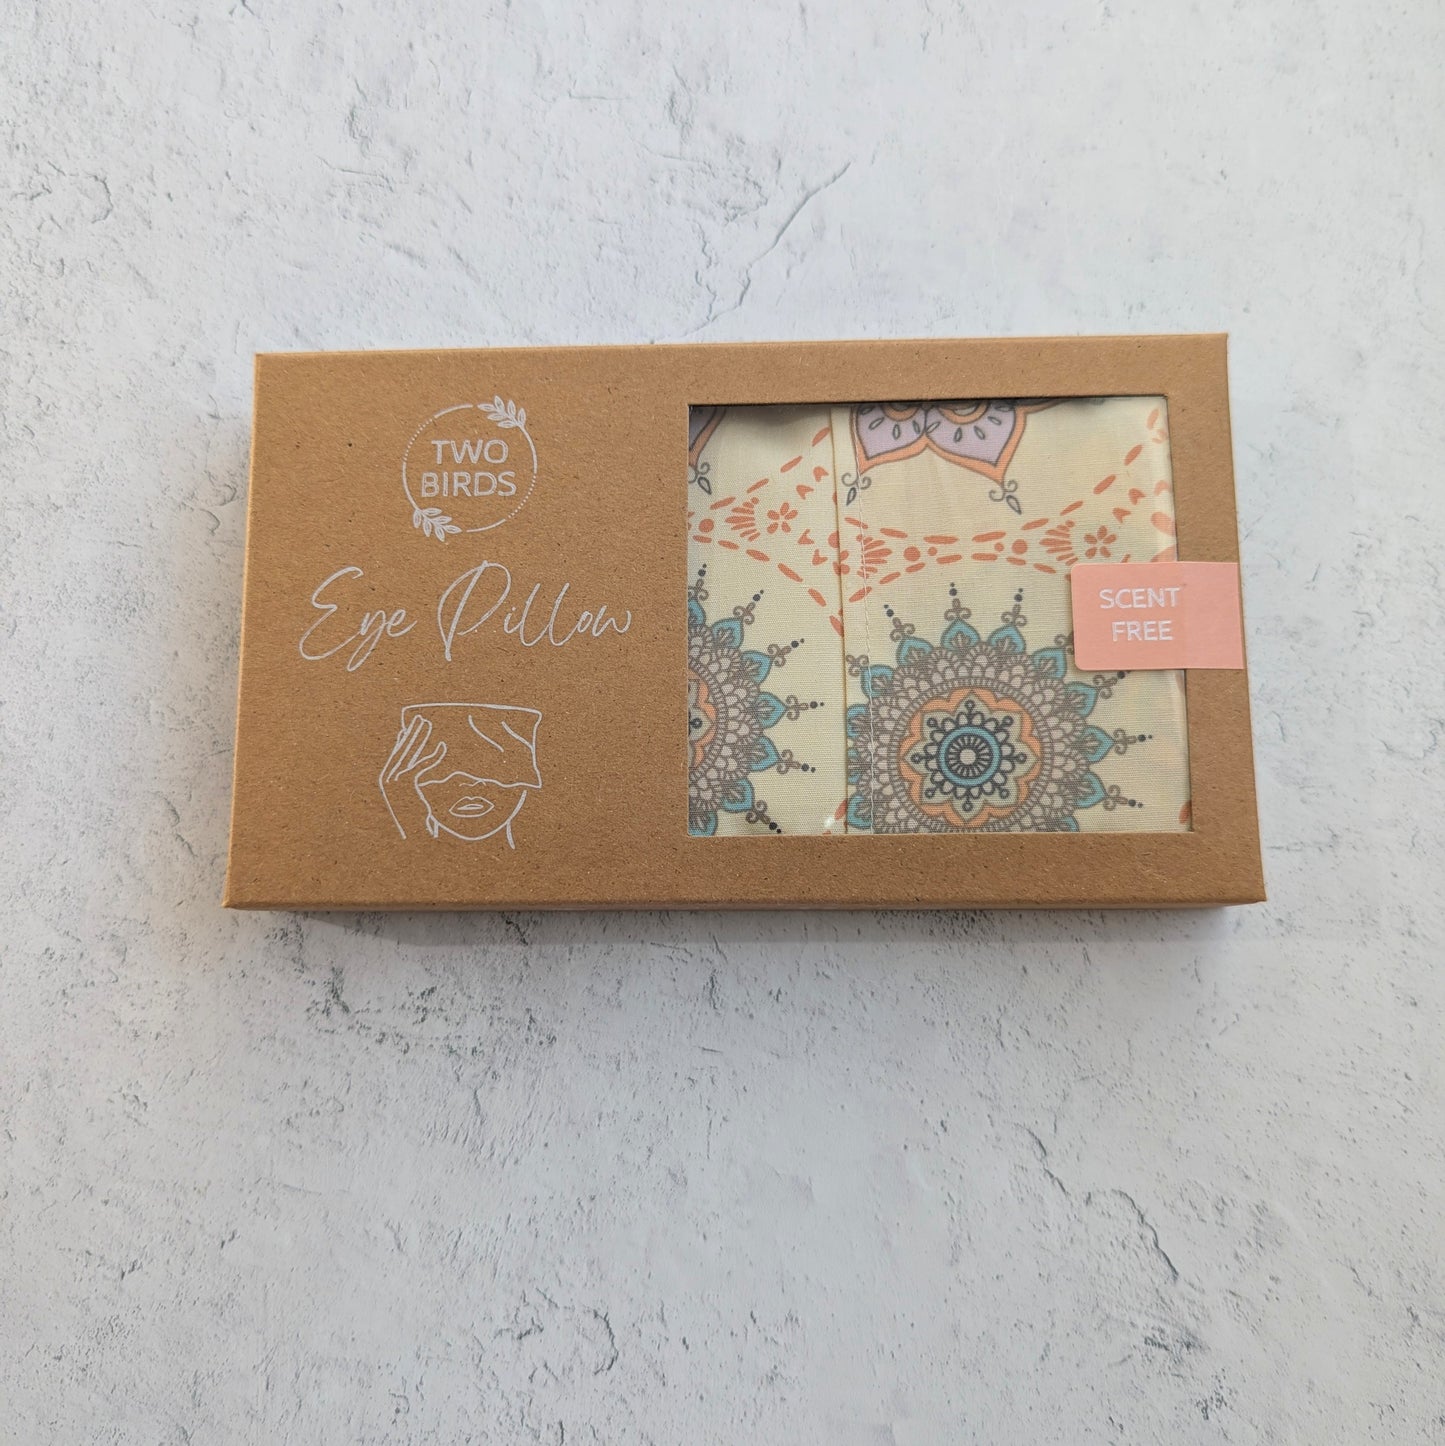 TWO
BIRDS
Eye Pillow
SCENT
FREE